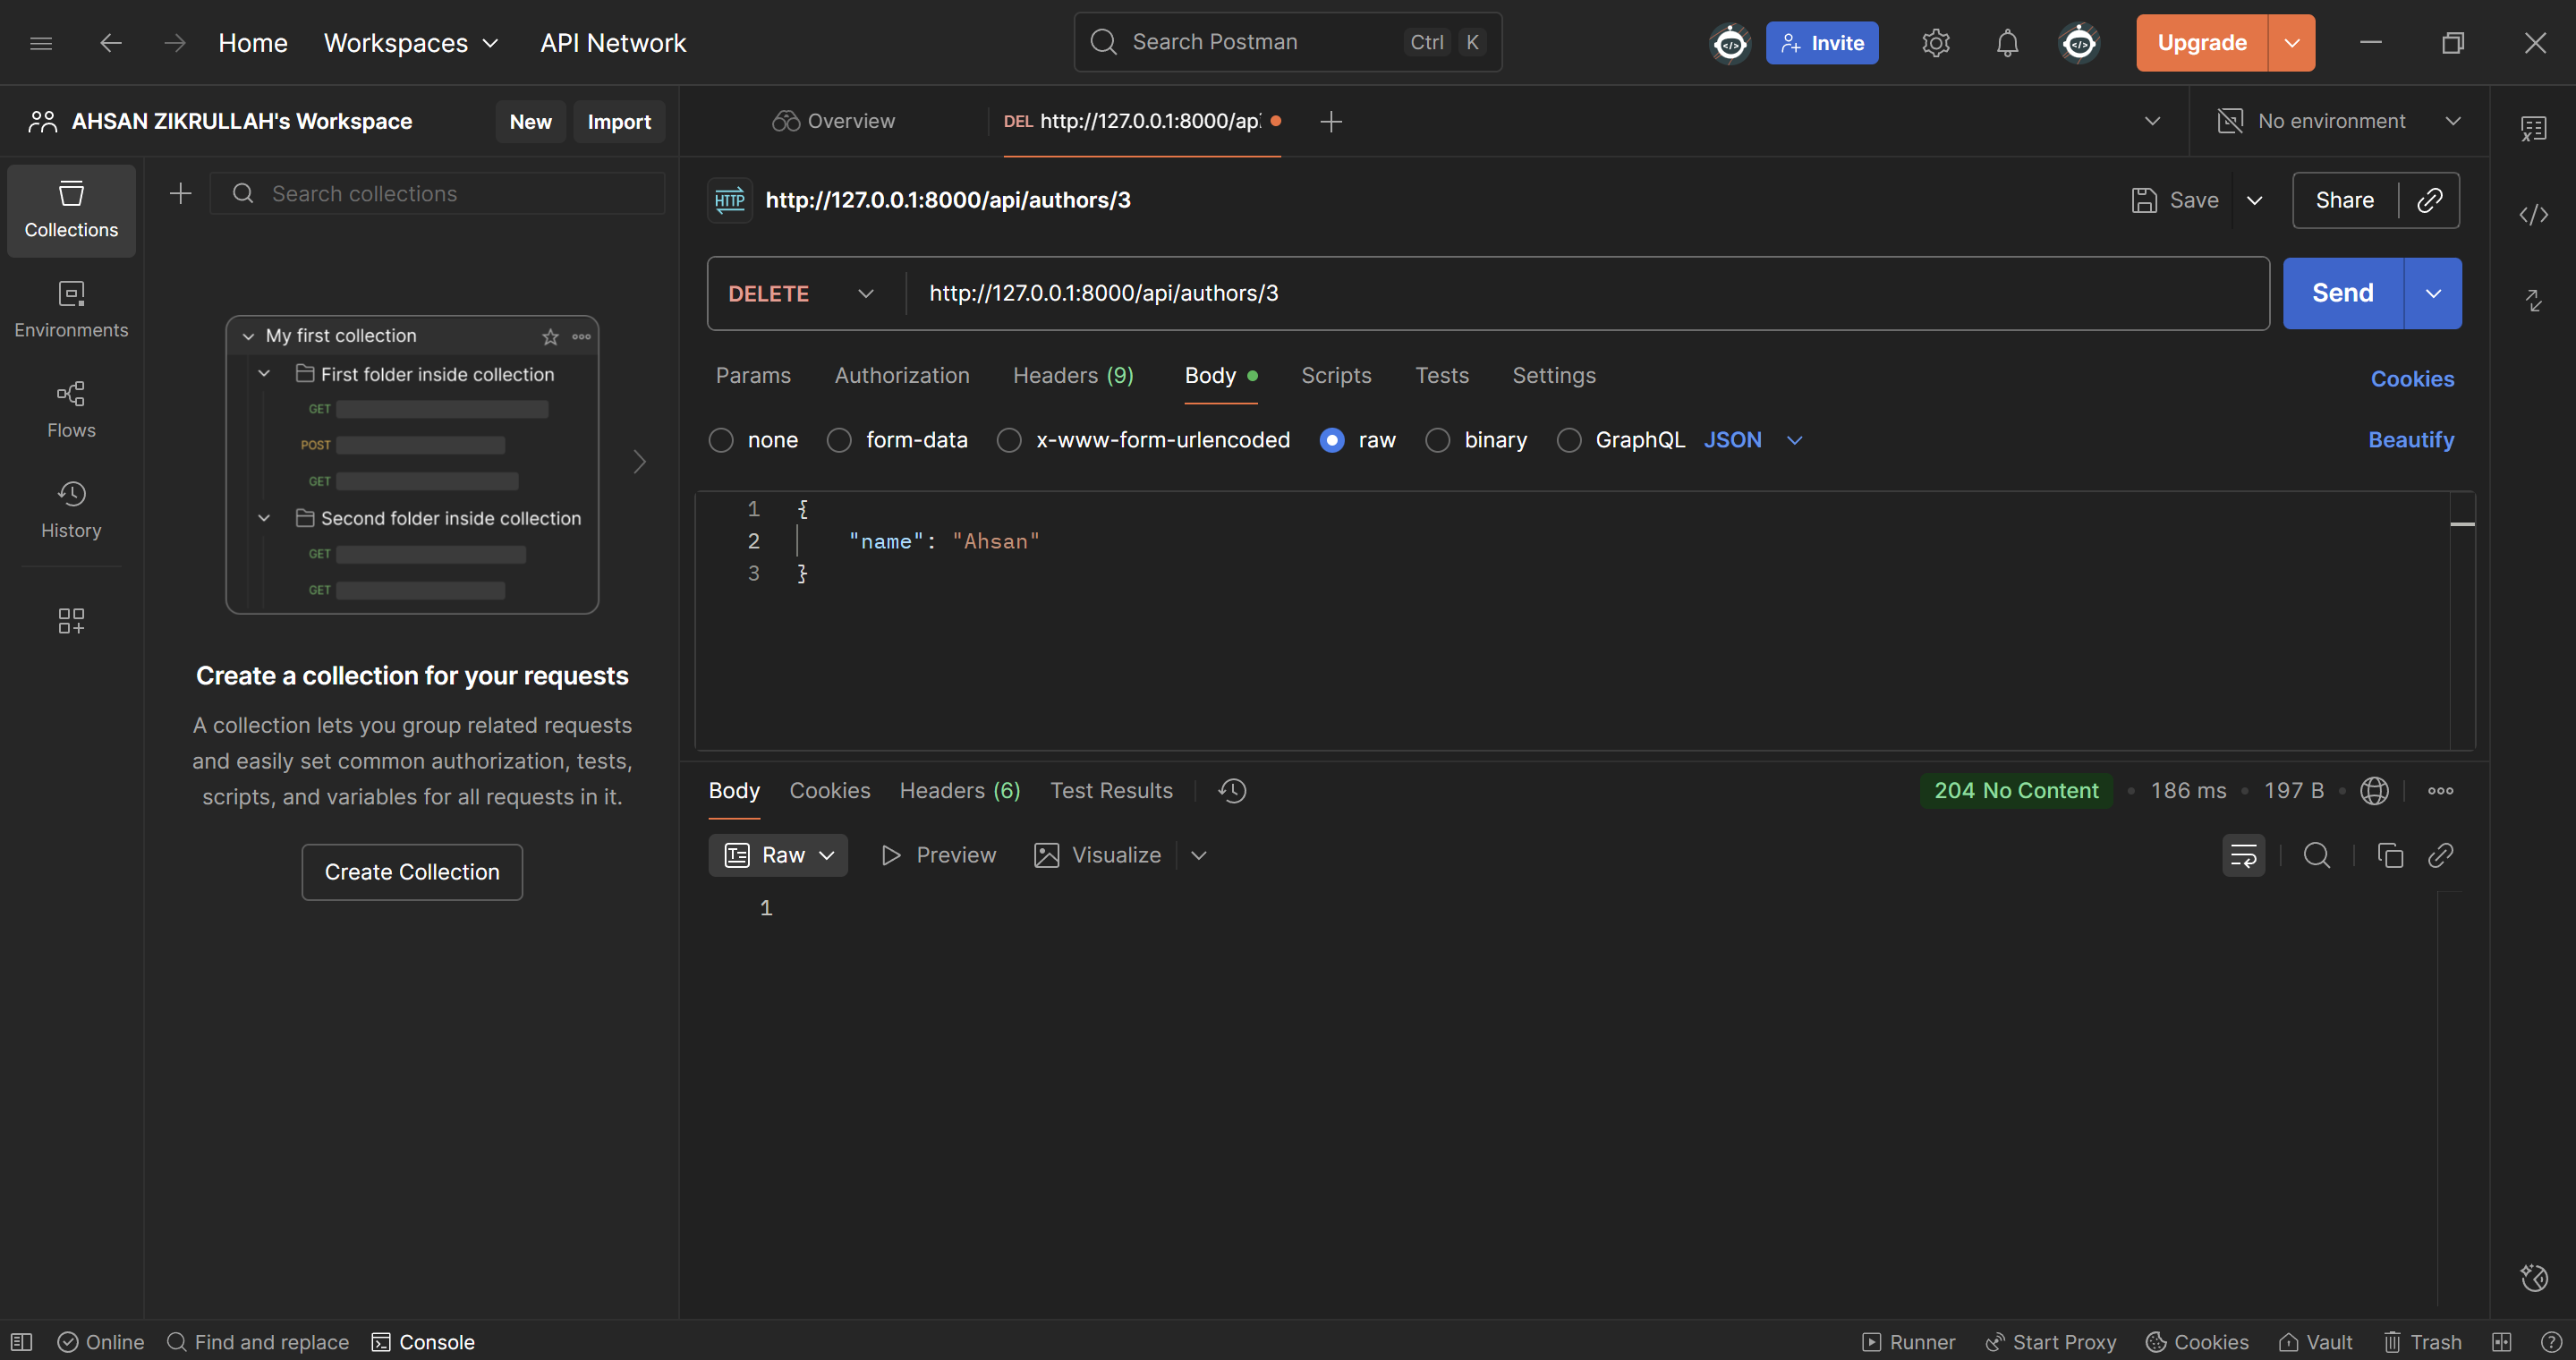 Home Workspaces API Network Search Postman Ctrl K Invite Upgrade
AHSAN ZIKRULLAH's Workspace New Import Overview DEL http://127.0.0.1:8000/ap No environment
Search collections
Collections
Environments
Flows
History
My first collection
First folder inside collection
GET
POST
GET
Second folder inside collection
GET
GET
Create a collection for your requests
A collection lets you group related requests
and easily set common authorization, tests,
scripts, and variables for all requests in it.
Create Collection
HTTP http://127.0.0.1:8000/api/authors/3 Save Share
DELETE http://127.0.0.1:8000/api/authors/3 Send
Params Authorization Headers (9) Body Scripts Tests Settings Cookies
none form-data x-www-form-urlencoded raw binary GraphQL JSON Beautify
1 {
2 "name": "Ahsan"
3 }
Body Cookies Headers (6) Test Results 204 No Content 186 ms 197 B
Raw Preview Visualize
1
Online Find and replace Console Runner Start Proxy Cookies Vault Trash